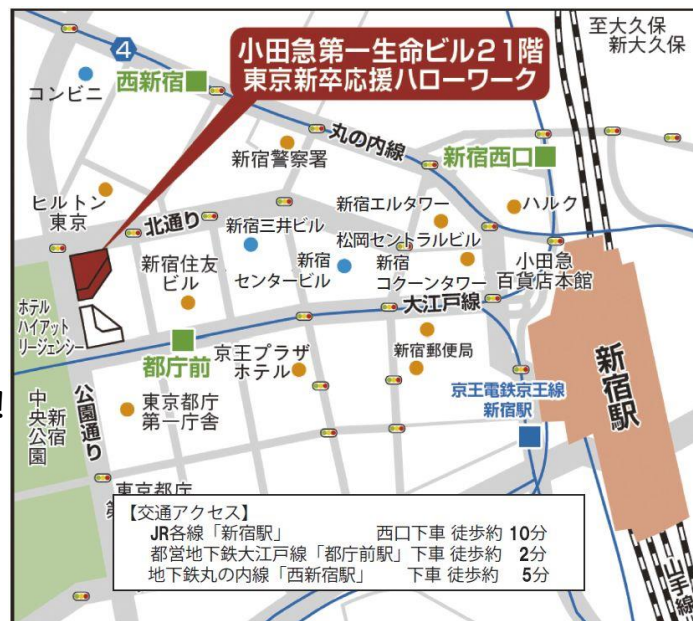 小田急第一生命ビル21階
東京新卒応援ハローワーク
至大久保
新大久保
4
コンビニ
西新宿
丸の内線
新宿警察署
新宿西口
ヒルトン
東京
北通り
新宿エルタワー
ハルク
新宿三井ビル
松岡セントラルビル
新宿住友
ビル
新宿
センタービル
新宿
コクーンタワー
小田急
百貨店本館
大江戸線
ホテル
ハイアット
リージェンシー
都庁前
京王プラザ
ホテル
新宿郵便局
新宿駅
京王電鉄京王線
新宿駅
新宿
中央公園
公園通り
東京都庁
第一庁舎
!
東京都庁
第
【交通アクセス】
JR各線「新宿駅」 西口下車 徒歩約 10分
都営地下鉄大江戸線「都庁前駅」下車 徒歩約 2分
地下鉄丸の内線「西新宿駅」 下車 徒歩約 5分
山手線